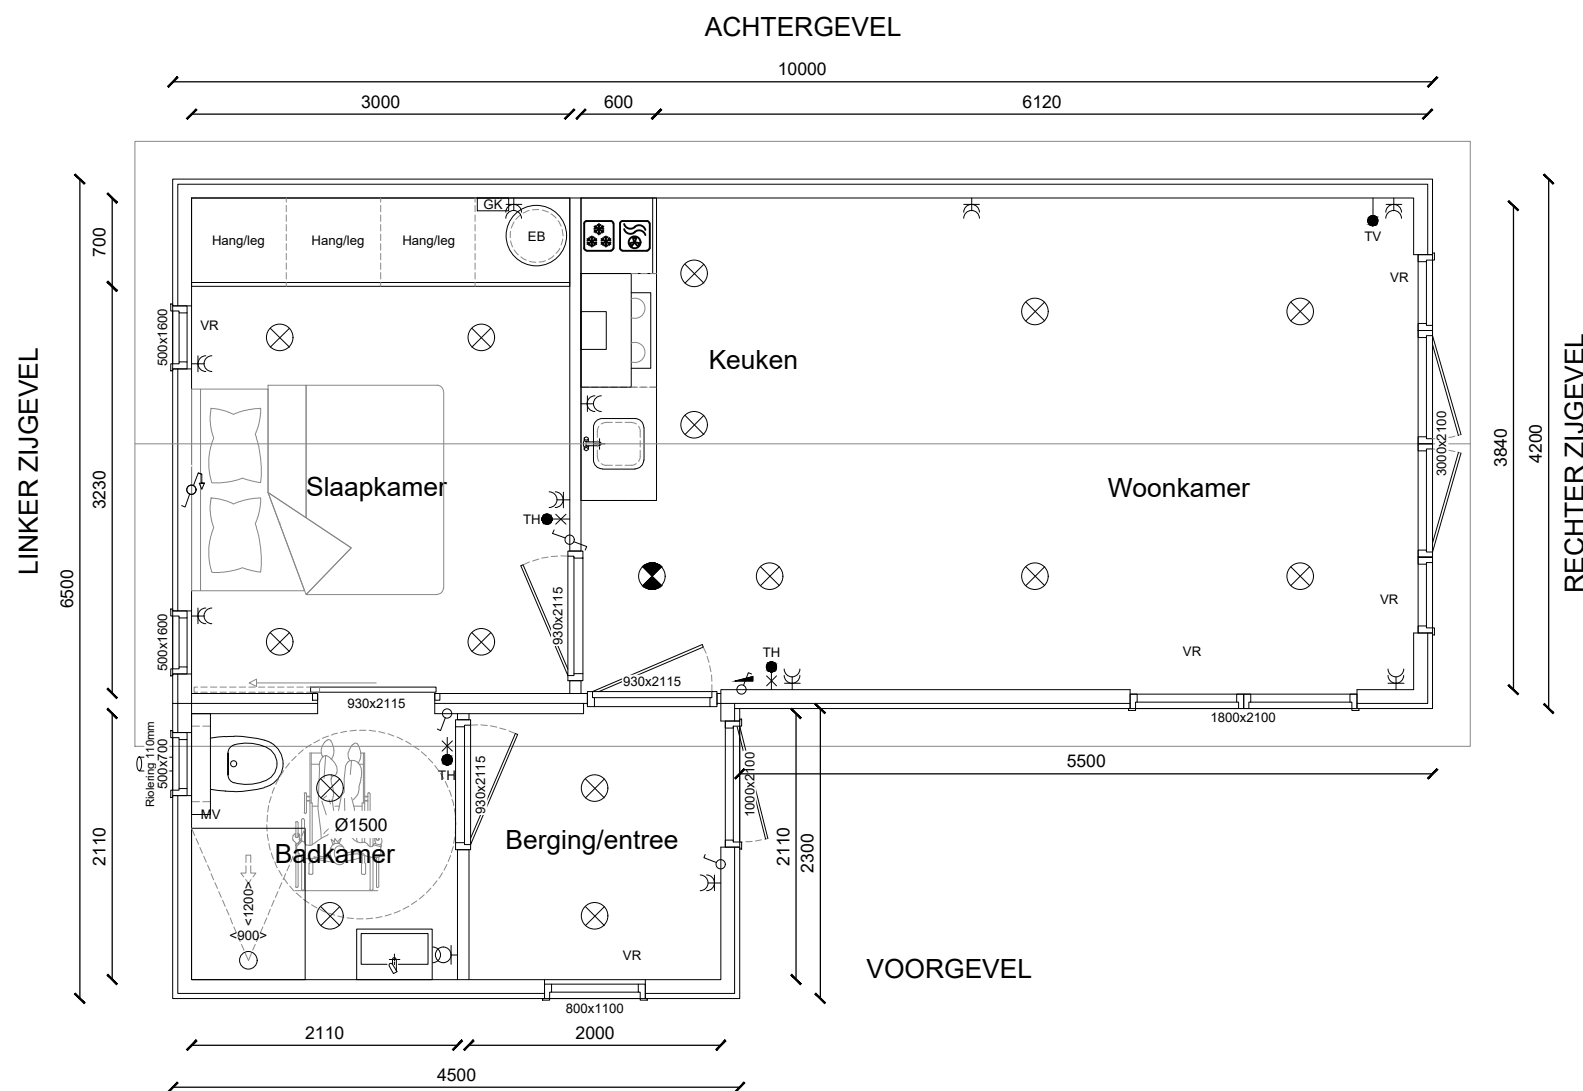 ACHTERGEVEL
10000
3000
600
6120
GK
Hang/leg
Hang/leg
Hang/leg
EB
TV
VR
700
500x1600
VR
Keuken
LINKER ZIJGEVEL
RECHTER ZIJGEVEL
3230
6500
Slaapkamer
Woonkamer
3000x2100
3840
4200
TH
930x2115
500x1600
VR
TH
VR
930x2115
930x2115
1800x2100
Riolering 110mm
500x700
TH
930x2115
1000x2100
5500
MV
Ø1500
Badkamer
Berging/entree
2110
2110
2300
<1200>
<900>
VR
VOORGEVEL
800x1100
2110
2000
4500